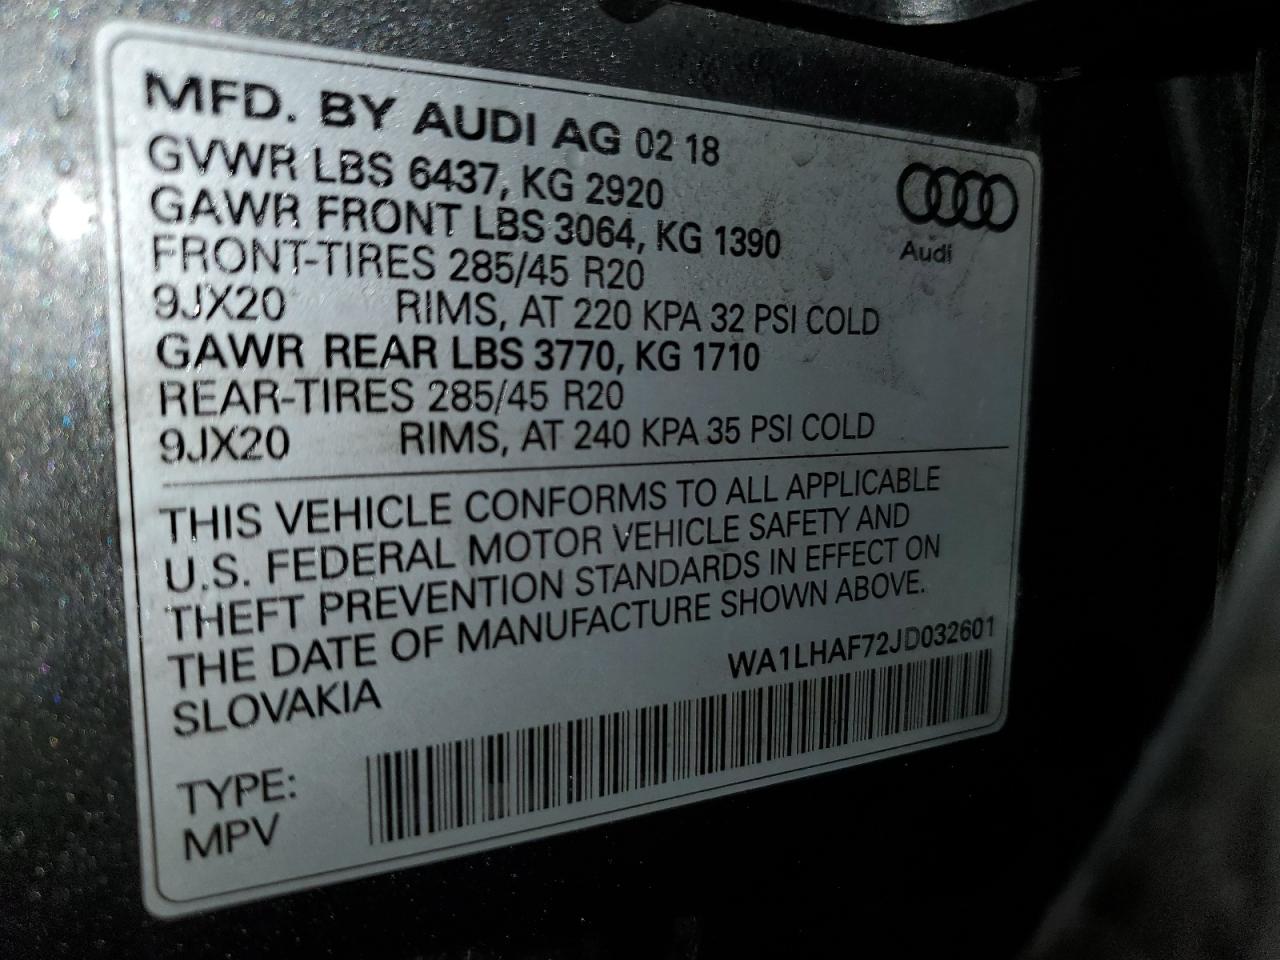 MFD. BY AUDI AG 02 18
GVWR LBS 6437, KG 2920
GAWR FRONT LBS 3064, KG 1390
FRONT-TIRES 285/45 R20
9JX20 RIMS, AT 220 KPA 32 PSI COLD
GAWR REAR LBS 3770, KG 1710
REAR-TIRES 285/45 R20
9JX20 RIMS, AT 240 KPA 35 PSI COLD
Audi
THIS VEHICLE CONFORMS TO ALL APPLICABLE
U.S. FEDERAL MOTOR VEHICLE SAFETY AND
THEFT PREVENTION STANDARDS IN EFFECT ON
THE DATE OF MANUFACTURE SHOWN ABOVE.
SLOVAKIA WA1LHAF72JD032601
TYPE:
MPV